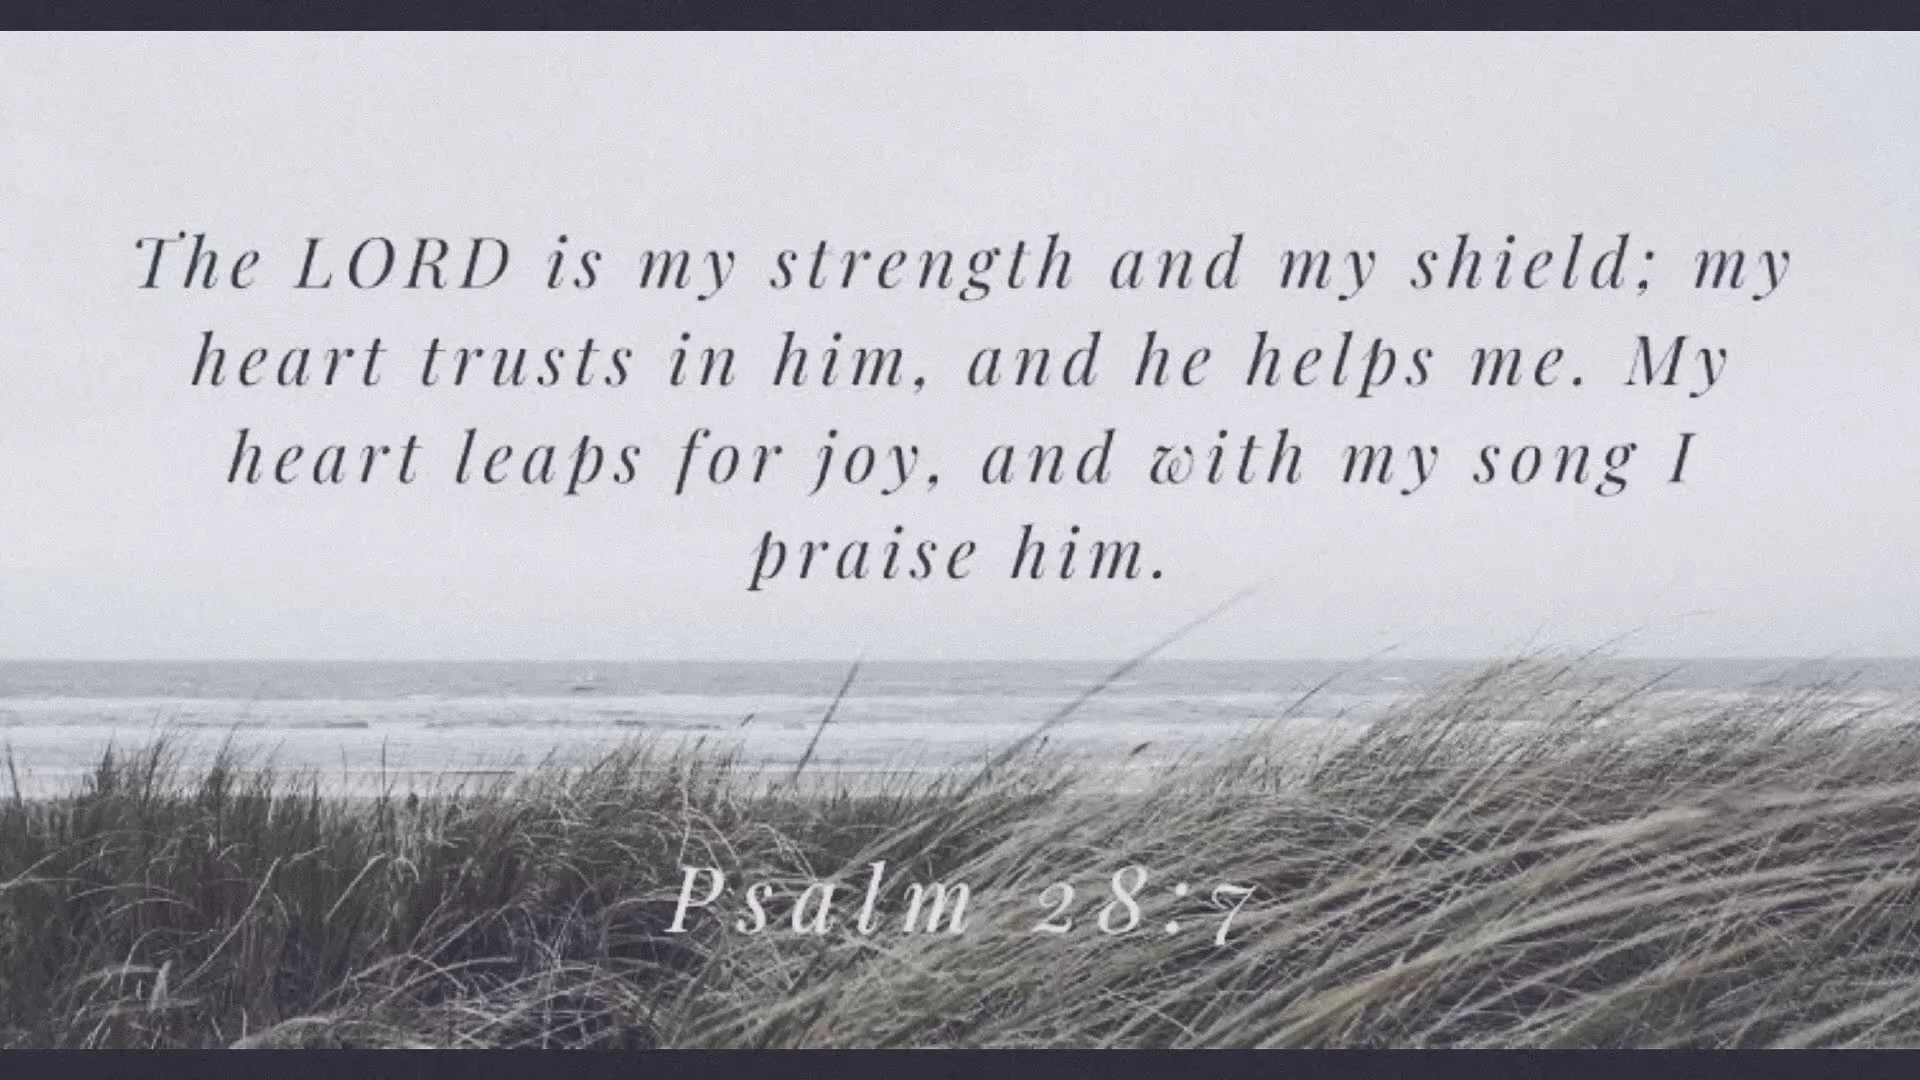 The LORD is my strength and my shield; my
heart trusts in him, and he helps me. My
heart leaps for joy, and with my song I
praise him.
Psalm 28:7